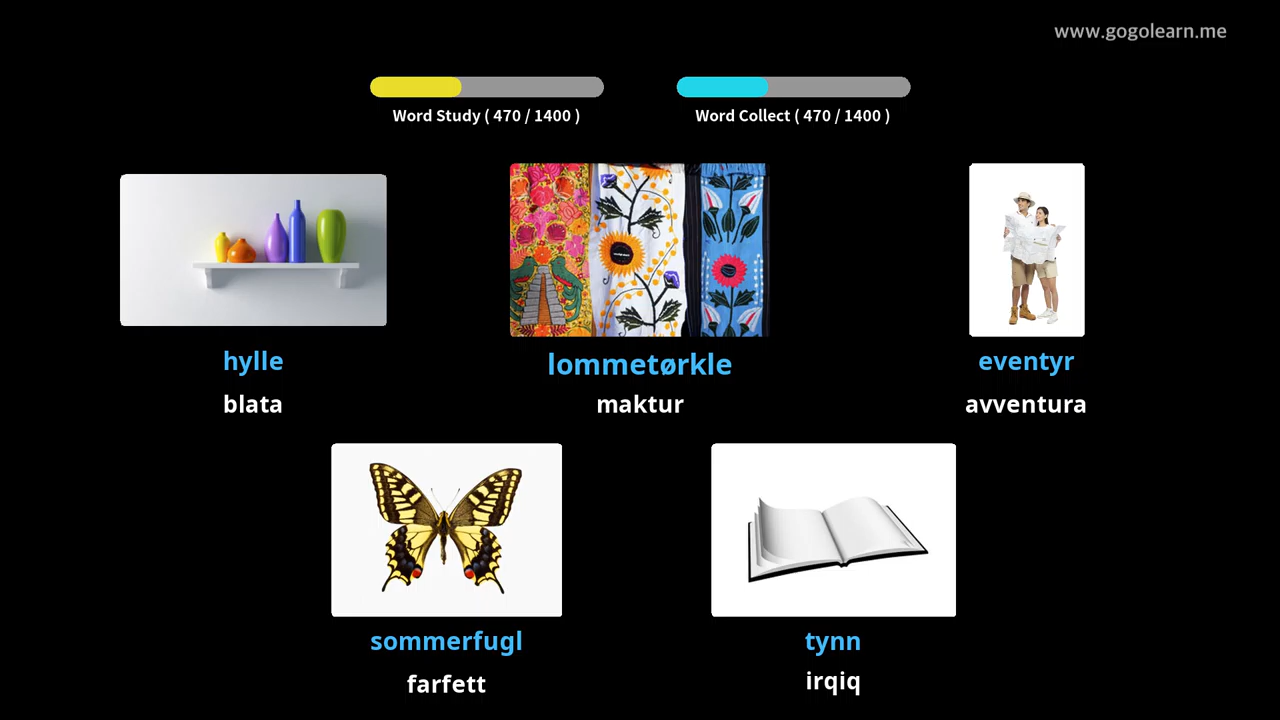 www.gogolearn.me
Word Study ( 470 / 1400 )
Word Collect ( 470 / 1400 )
hylle
blata
lommetørkle
maktur
eventyr
avventura
sommerfugl
farfett
tynn
irqiq